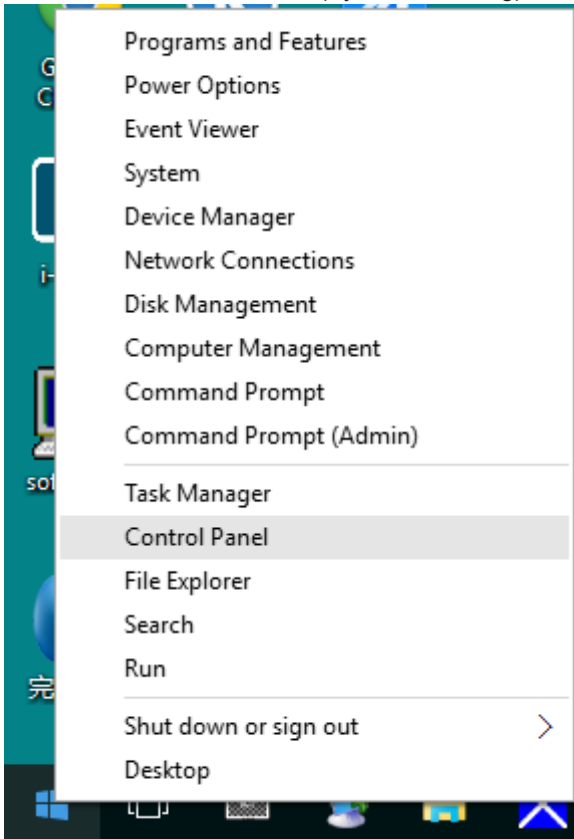 Programs and Features
Power Options
Event Viewer
System
Device Manager
Network Connections
Disk Management
Computer Management
Command Prompt
Command Prompt (Admin)
Task Manager
Control Panel
File Explorer
Search
Run
Shut down or sign out
Desktop